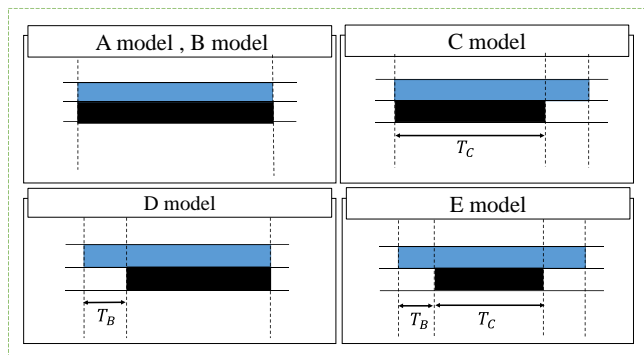 A model , B model
C model
T_C
D model
T_B
E model
T_B
T_C